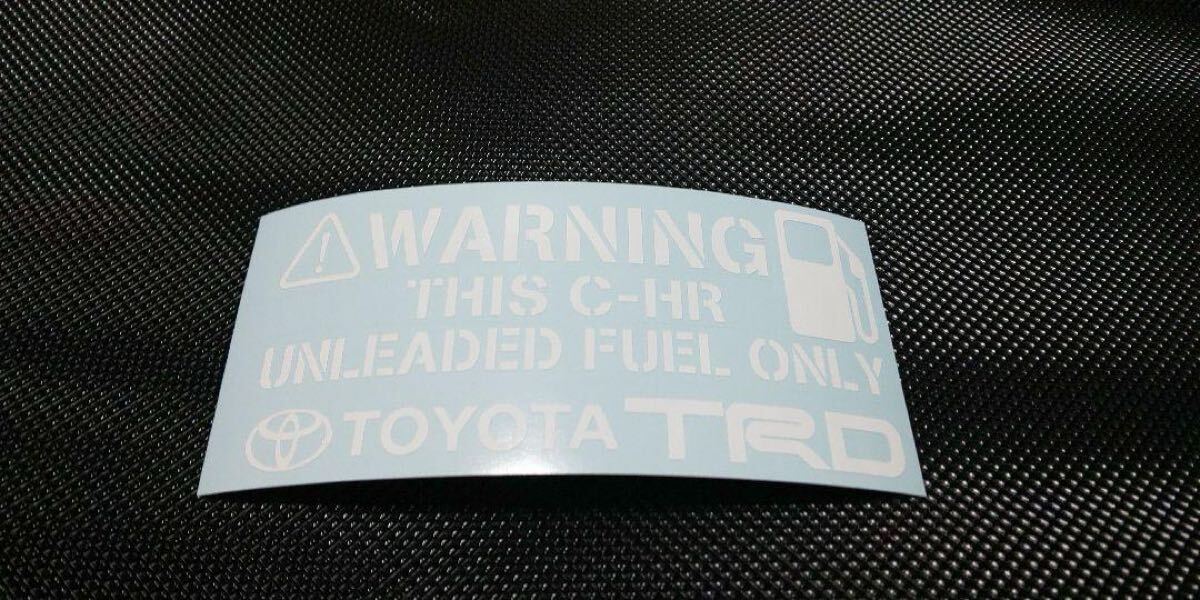 WARNING
THIS C-HR
UNLEADED FUEL ONLY
TOYOTA TRD